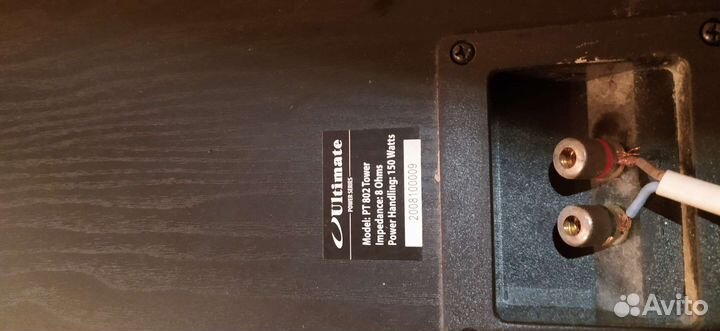 Ultimate
POWER SERIES
Model: PT 802 Tower
Impedance: 8 Ohms
Power Handling: 150 Watts
2008100009
Avito